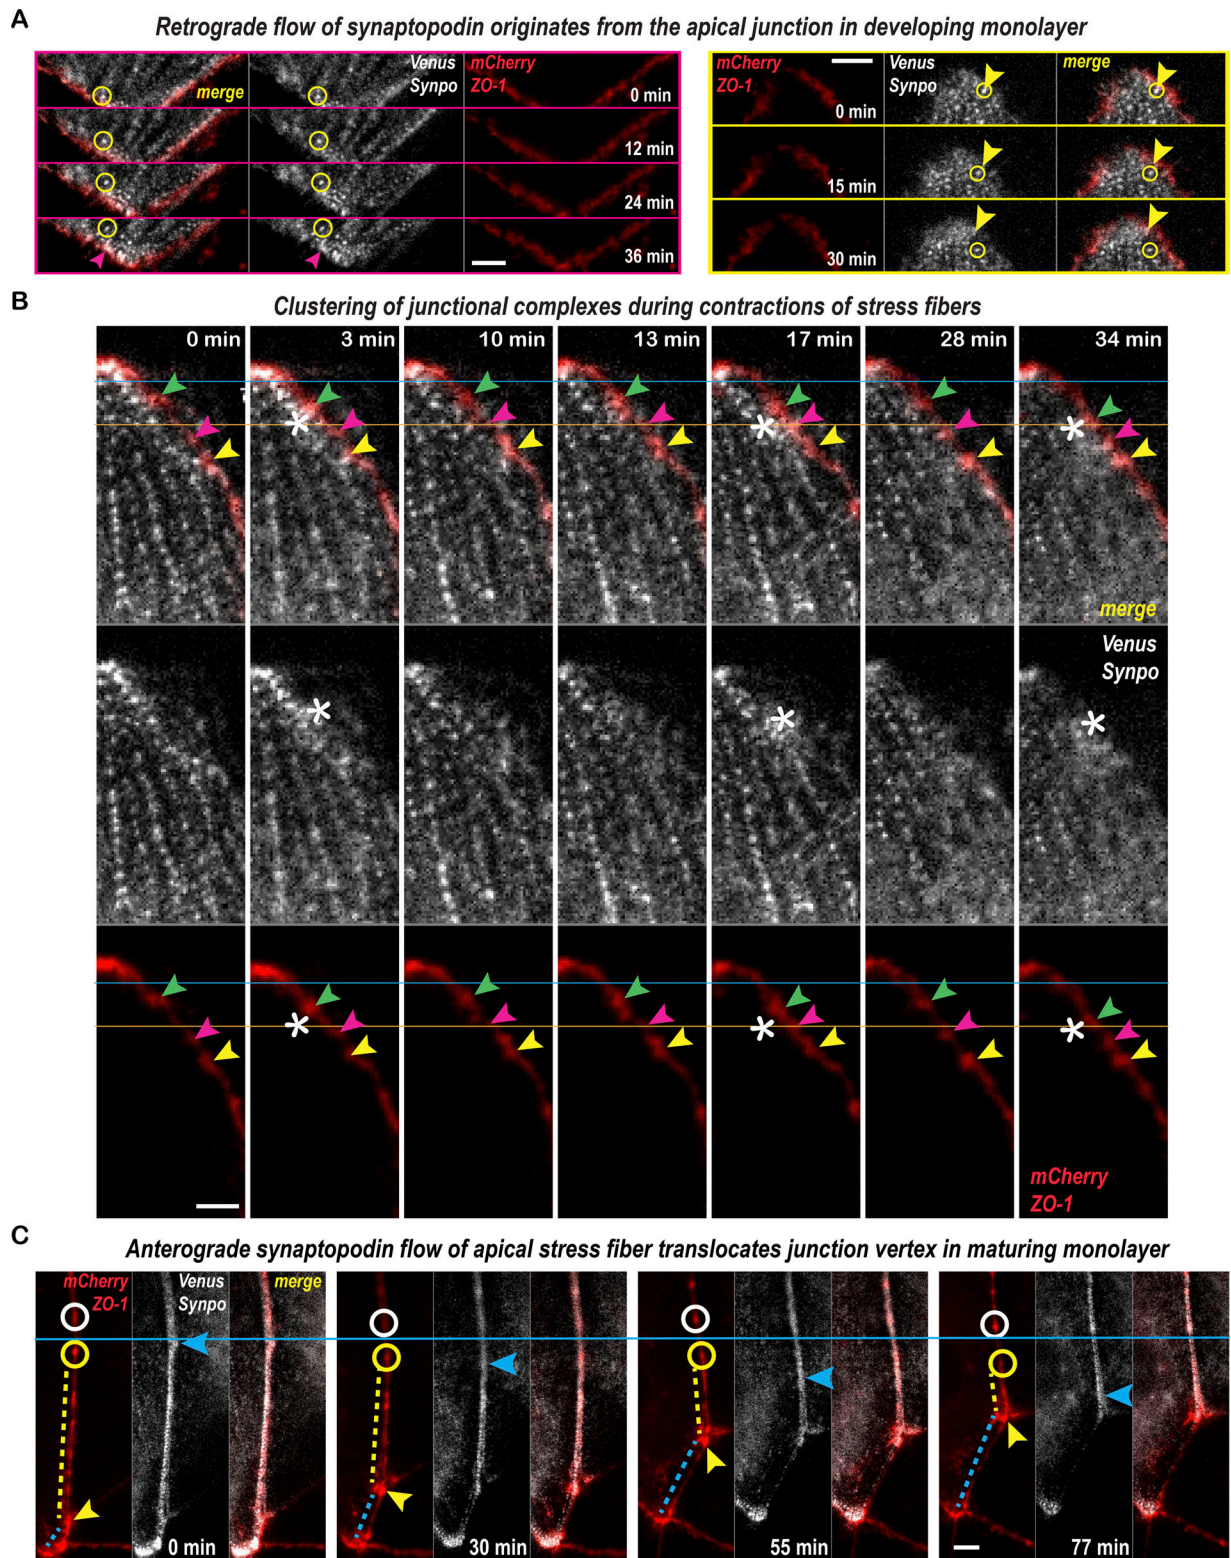 A
Retrograde flow of synaptopodin originates from the apical junction in developing monolayer
merge
Venus
Synpo
mCherry
ZO-1
0 min
12 min
24 min
36 min
mCherry
ZO-1
Venus
Synpo
merge
0 min
15 min
30 min
B
Clustering of junctional complexes during contractions of stress fibers
0 min
3 min
10 min
13 min
17 min
28 min
34 min
merge
Venus
Synpo
mCherry
ZO-1
C
Anterograde synaptopodin flow of apical stress fiber translocates junction vertex in maturing monolayer
mCherry
ZO-1
Venus
Synpo
merge
0 min
30 min
55 min
77 min